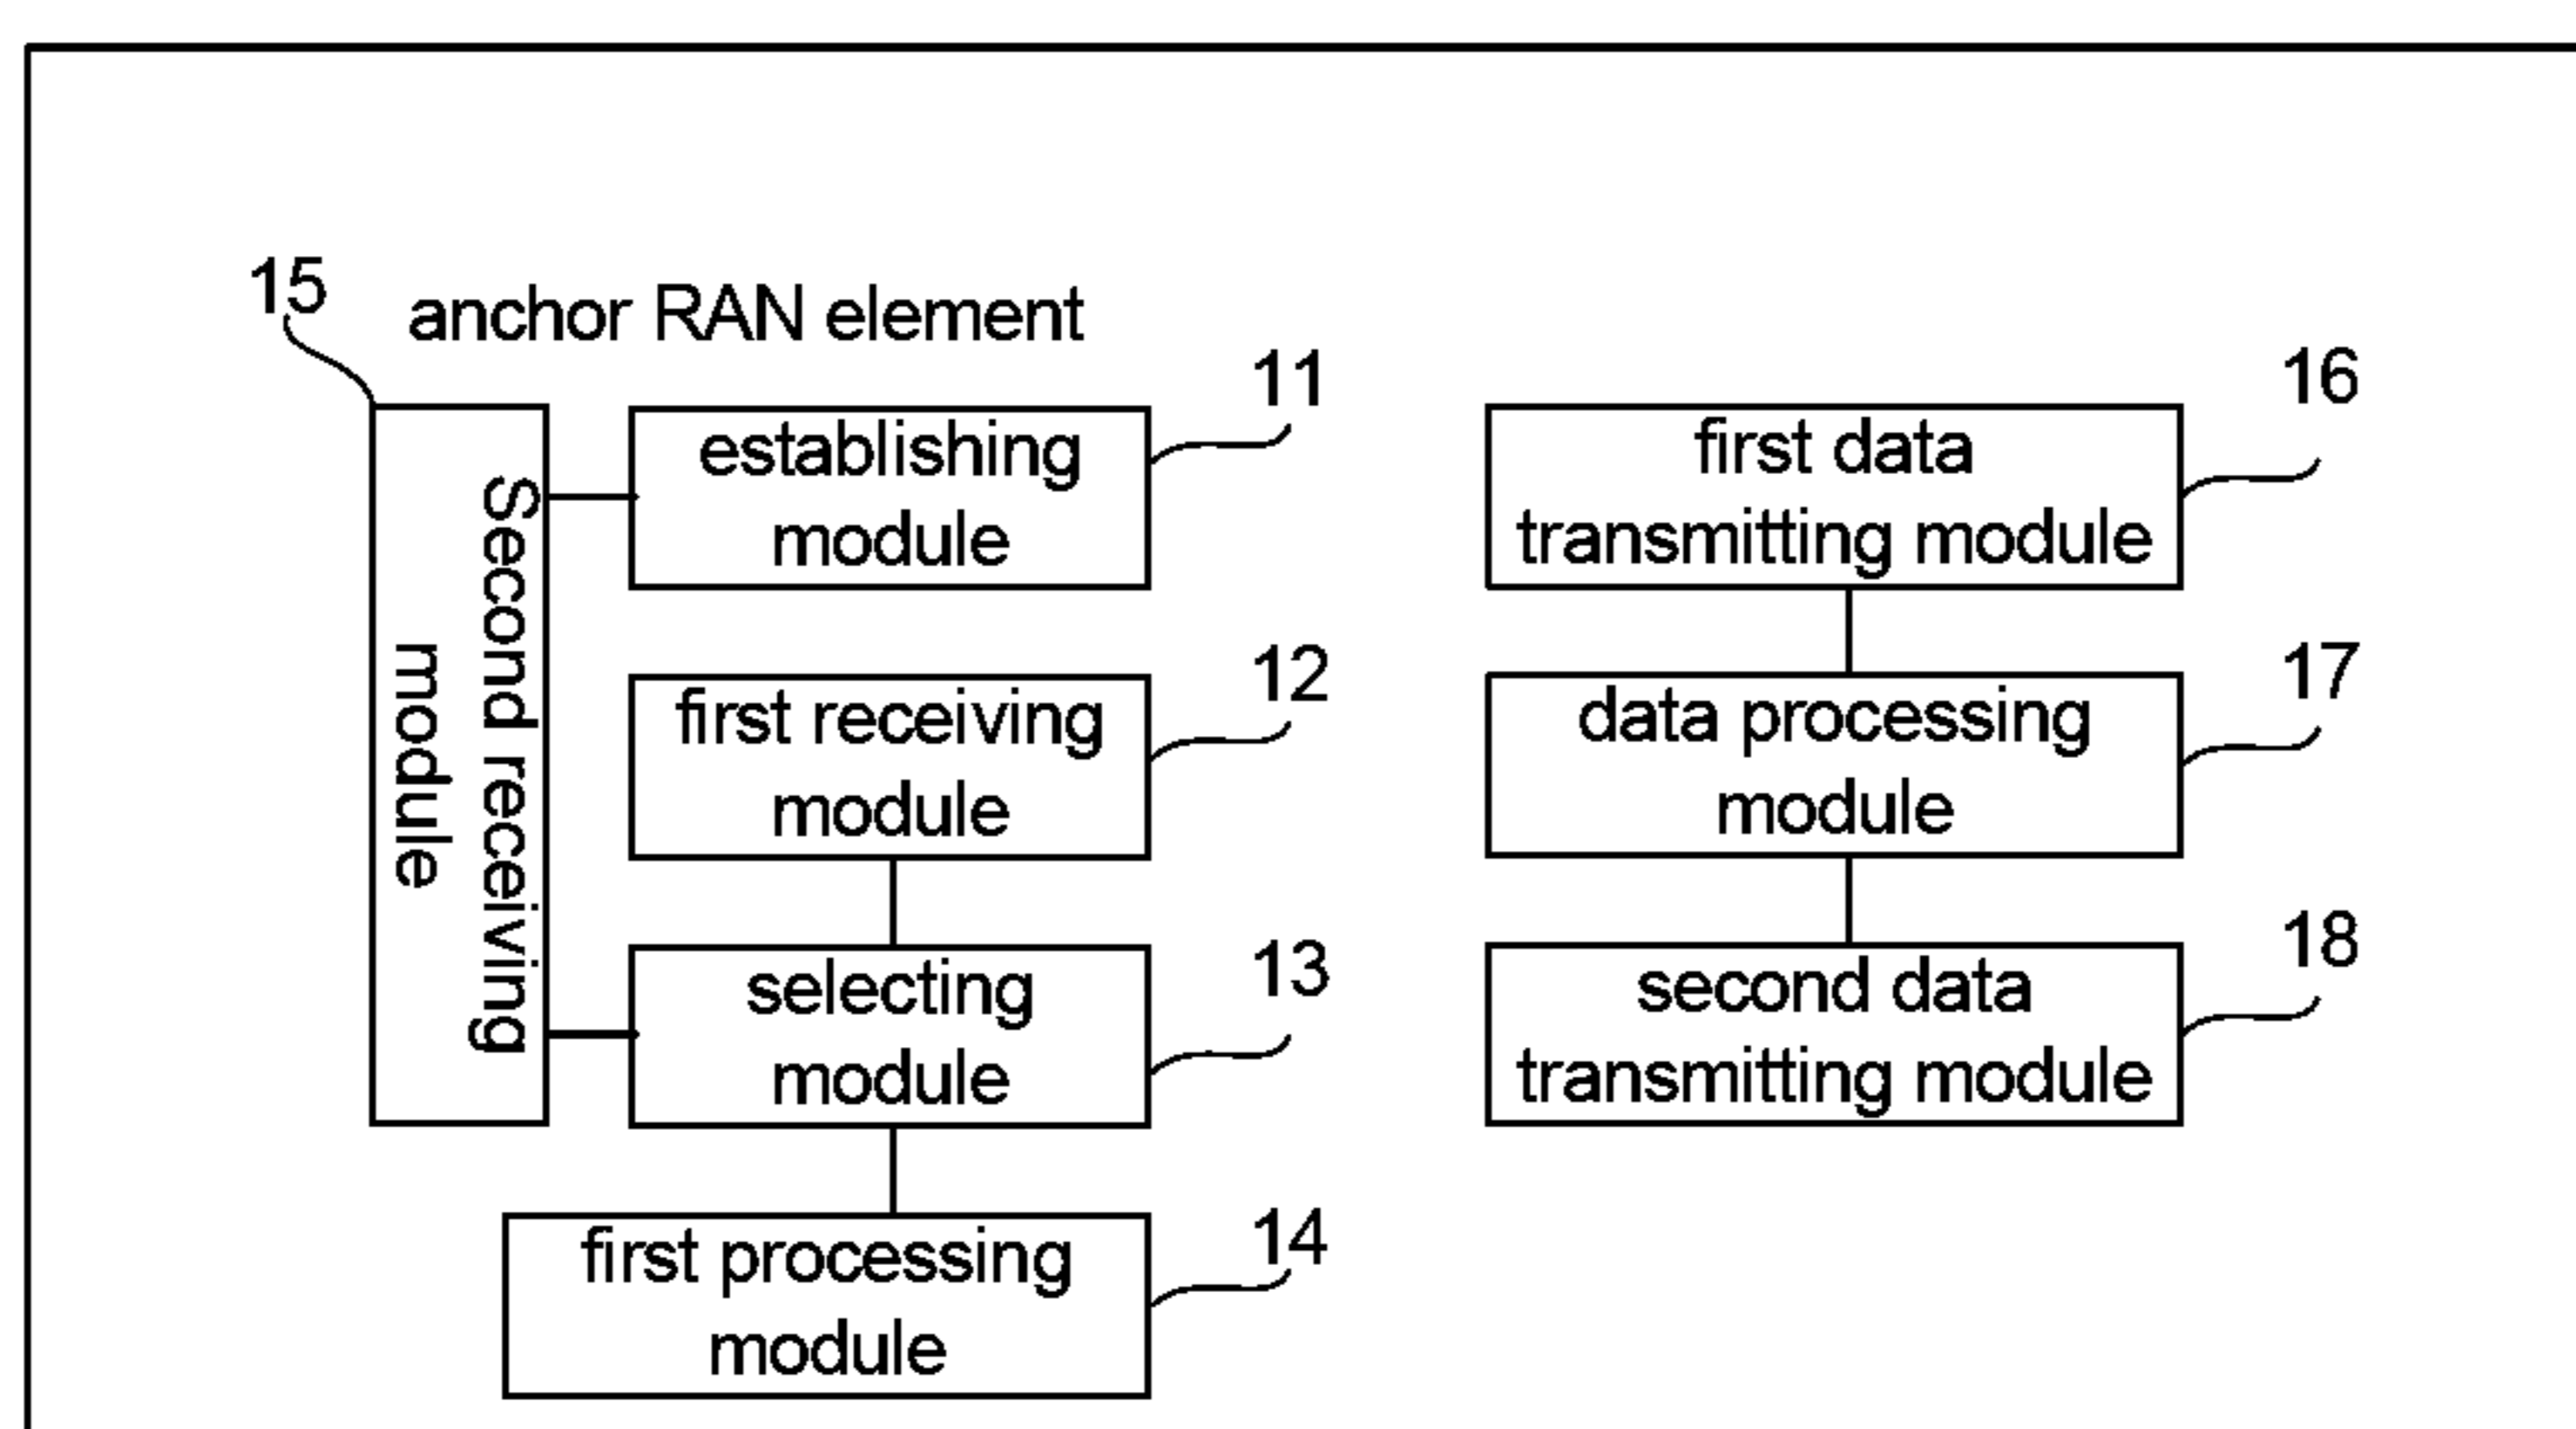 15
anchor RAN element
11
establishing
module
12
first receiving
module
13
selecting
module
14
first processing
module
Second receiving
module
16
first data
transmitting module
17
data processing
module
18
second data
transmitting module